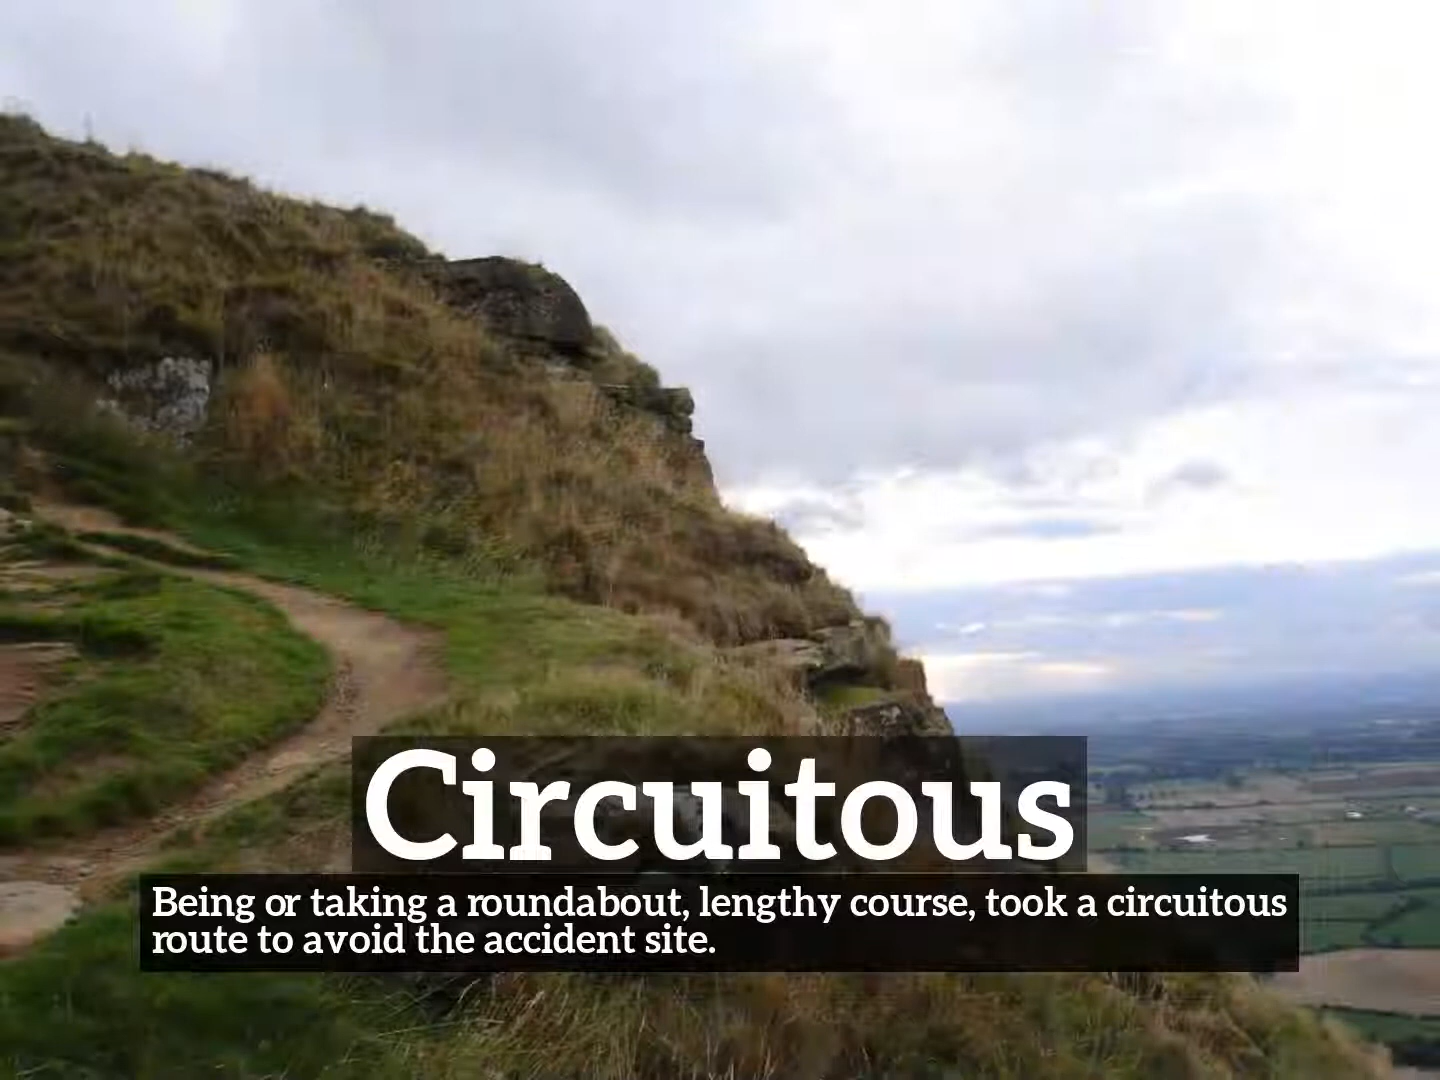 Circuitous
Being or taking a roundabout, lengthy course, took a circuitous
route to avoid the accident site.